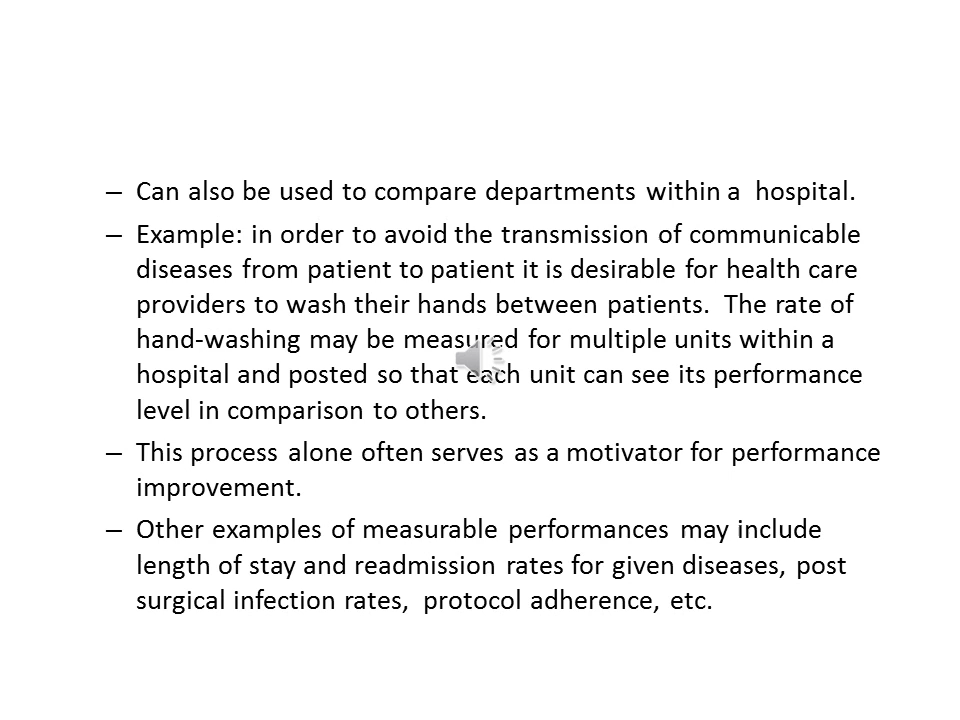 – Can also be used to compare departments within a  hospital.
– Example: in order to avoid the transmission of communicable
diseases from patient to patient it is desirable for health care
providers to wash their hands between patients.  The rate of
hand-washing may be measured for multiple units within a
hospital and posted so that each unit can see its performance
level in comparison to others.
– This process alone often serves as a motivator for performance
improvement.
– Other examples of measurable performances may include
length of stay and readmission rates for given diseases, post
surgical infection rates,  protocol adherence, etc.